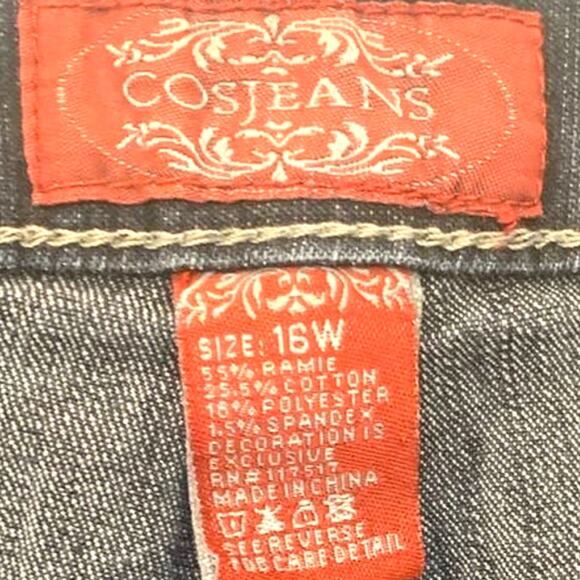 COSJEANS
SIZE: 16W
55% RAMIE
25.5% COTTON
18% POLYESTER
1.5% SPANDEX
DECORATION IS
EXCLUSIVE
RN# 117517
MADE IN CHINA
SEE REVERSE
CARE DETAIL